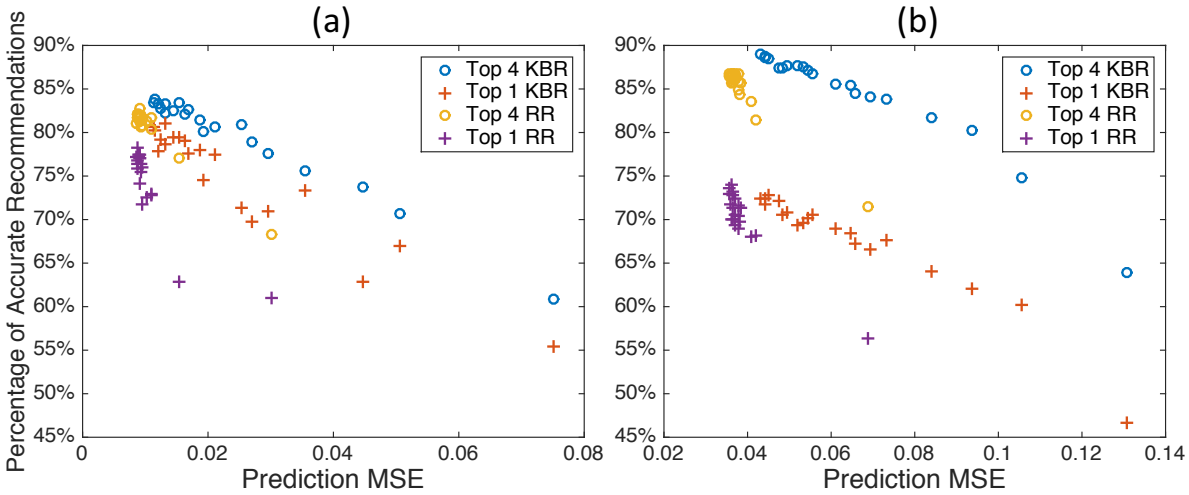 (a)
(b)
Percentage of Accurate Recommendations
90%
85%
80%
75%
70%
65%
60%
55%
50%
45%
0
0.02
0.04
0.06
0.08
Prediction MSE
Top 4 KBR
Top 1 KBR
Top 4 RR
Top 1 RR
90%
85%
80%
75%
70%
65%
60%
55%
50%
45%
0.02
0.04
0.06
0.08
0.1
0.12
0.14
Prediction MSE
Top 4 KBR
Top 1 KBR
Top 4 RR
Top 1 RR